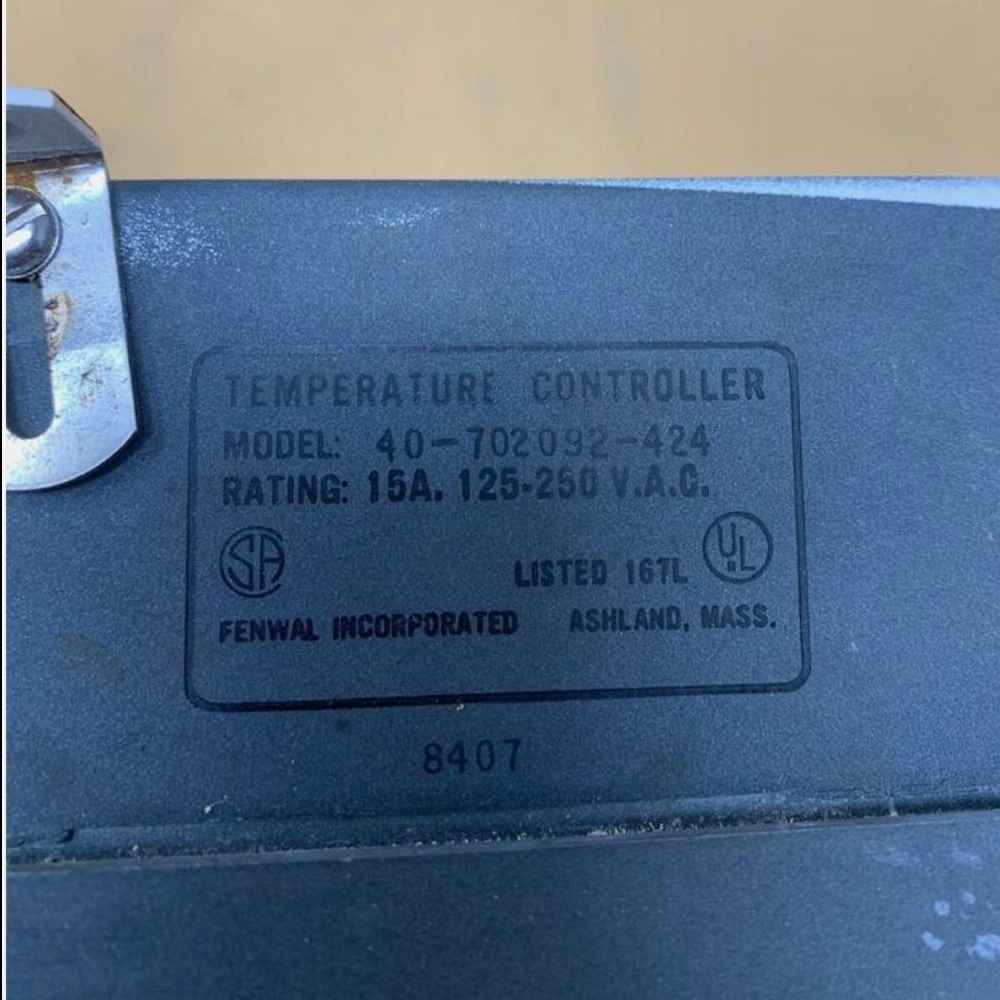 TEMPERATURE CONTROLLER
MODEL: 40-702092-424
RATING: 15A. 125-250 V.A.C.
SA
LISTED 167L UL
FENWAL INCORPORATED ASHLAND, MASS.
8407